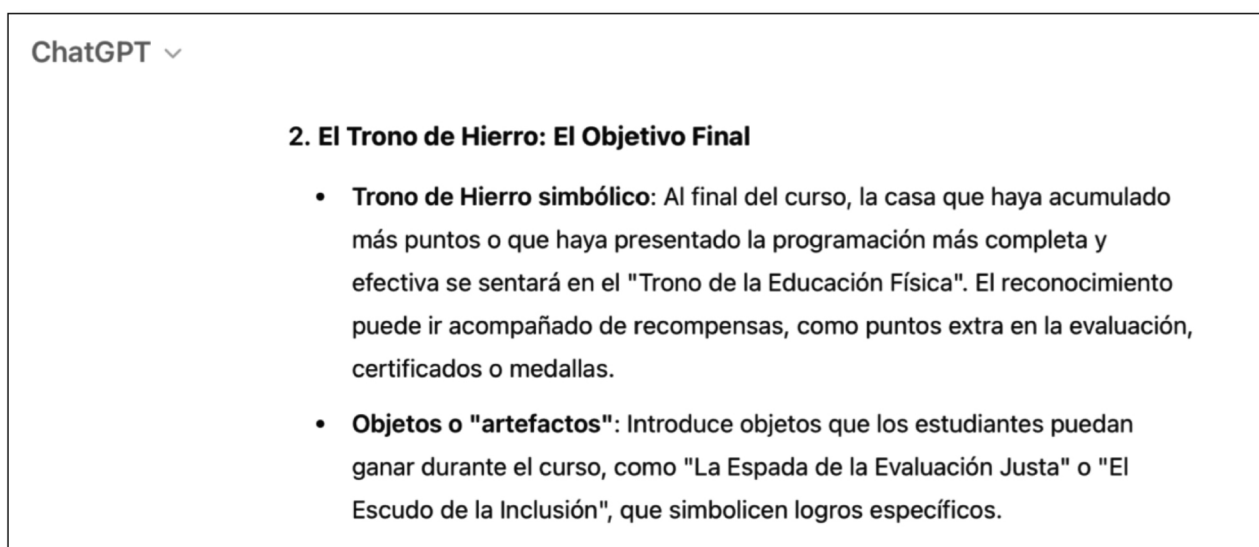 ChatGPT
2. El Trono de Hierro: El Objetivo Final
• Trono de Hierro simbólico: Al final del curso, la casa que haya acumulado
más puntos o que haya presentado la programación más completa y
efectiva se sentará en el "Trono de la Educación Física". El reconocimiento
puede ir acompañado de recompensas, como puntos extra en la evaluación,
certificados o medallas.
• Objetos o "artefactos": Introduce objetos que los estudiantes puedan
ganar durante el curso, como "La Espada de la Evaluación Justa" o "El
Escudo de la Inclusión", que simbolicen logros específicos.